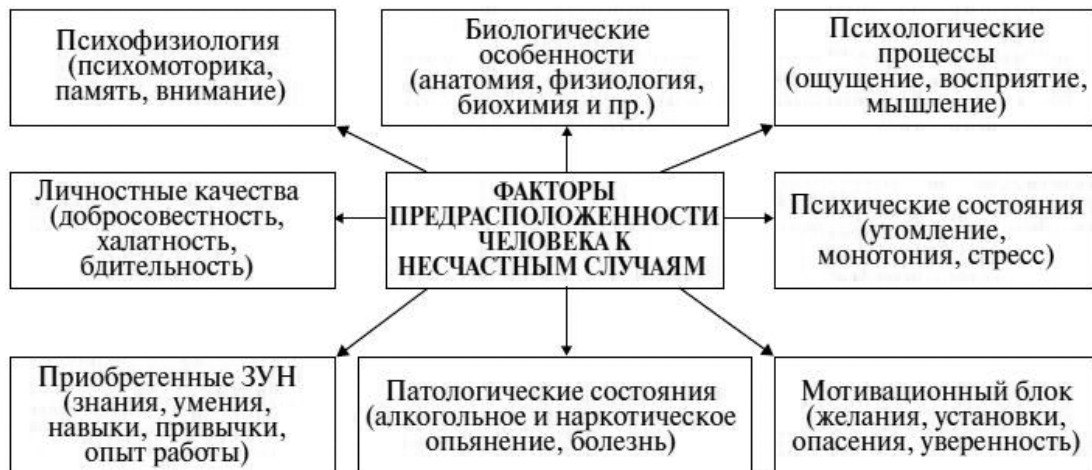 Психофизиология
(психомоторика,
память, внимание)
Биологические
особенности
(анатомия, физиология,
биохимия и пр.)
Психологические
процессы
(ощущение, восприятие,
мышление)
Личностные качества
(добросовестность,
халатность,
бдительность)
ФАКТОРЫ
ПРЕДРАСПОЛОЖЕННОСТИ
ЧЕЛОВЕКА К
НЕСЧАСТНЫМ СЛУЧАЯМ
Психические состояния
(утомление,
монотония, стресс)
Приобретенные ЗУН
(знания, умения,
навыки, привычки,
опыт работы)
Патологические состояния
(алкогольное и наркотическое
опьянение, болезнь)
Мотивационный блок
(желания, установки,
опасения, уверенность)